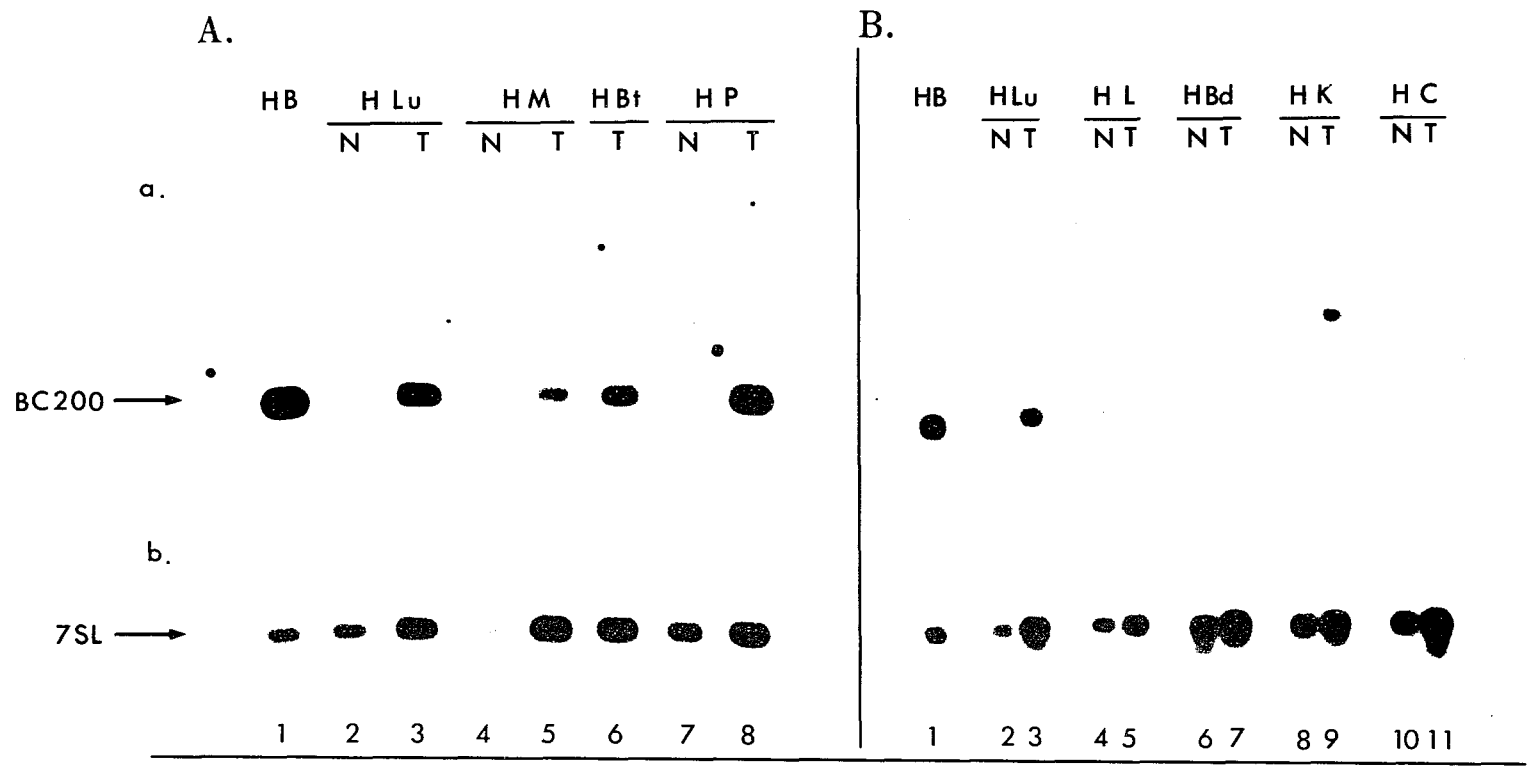 A.
B.
HB H Lu H M HBt H P
N T N T T N T
HB HLu H L HBd H K H C
N T N T N T N T N T
a.
BC200
b.
7SL
1 2 3 4 5 6 7 8
1 2 3 4 5 6 7 8 9 10 11